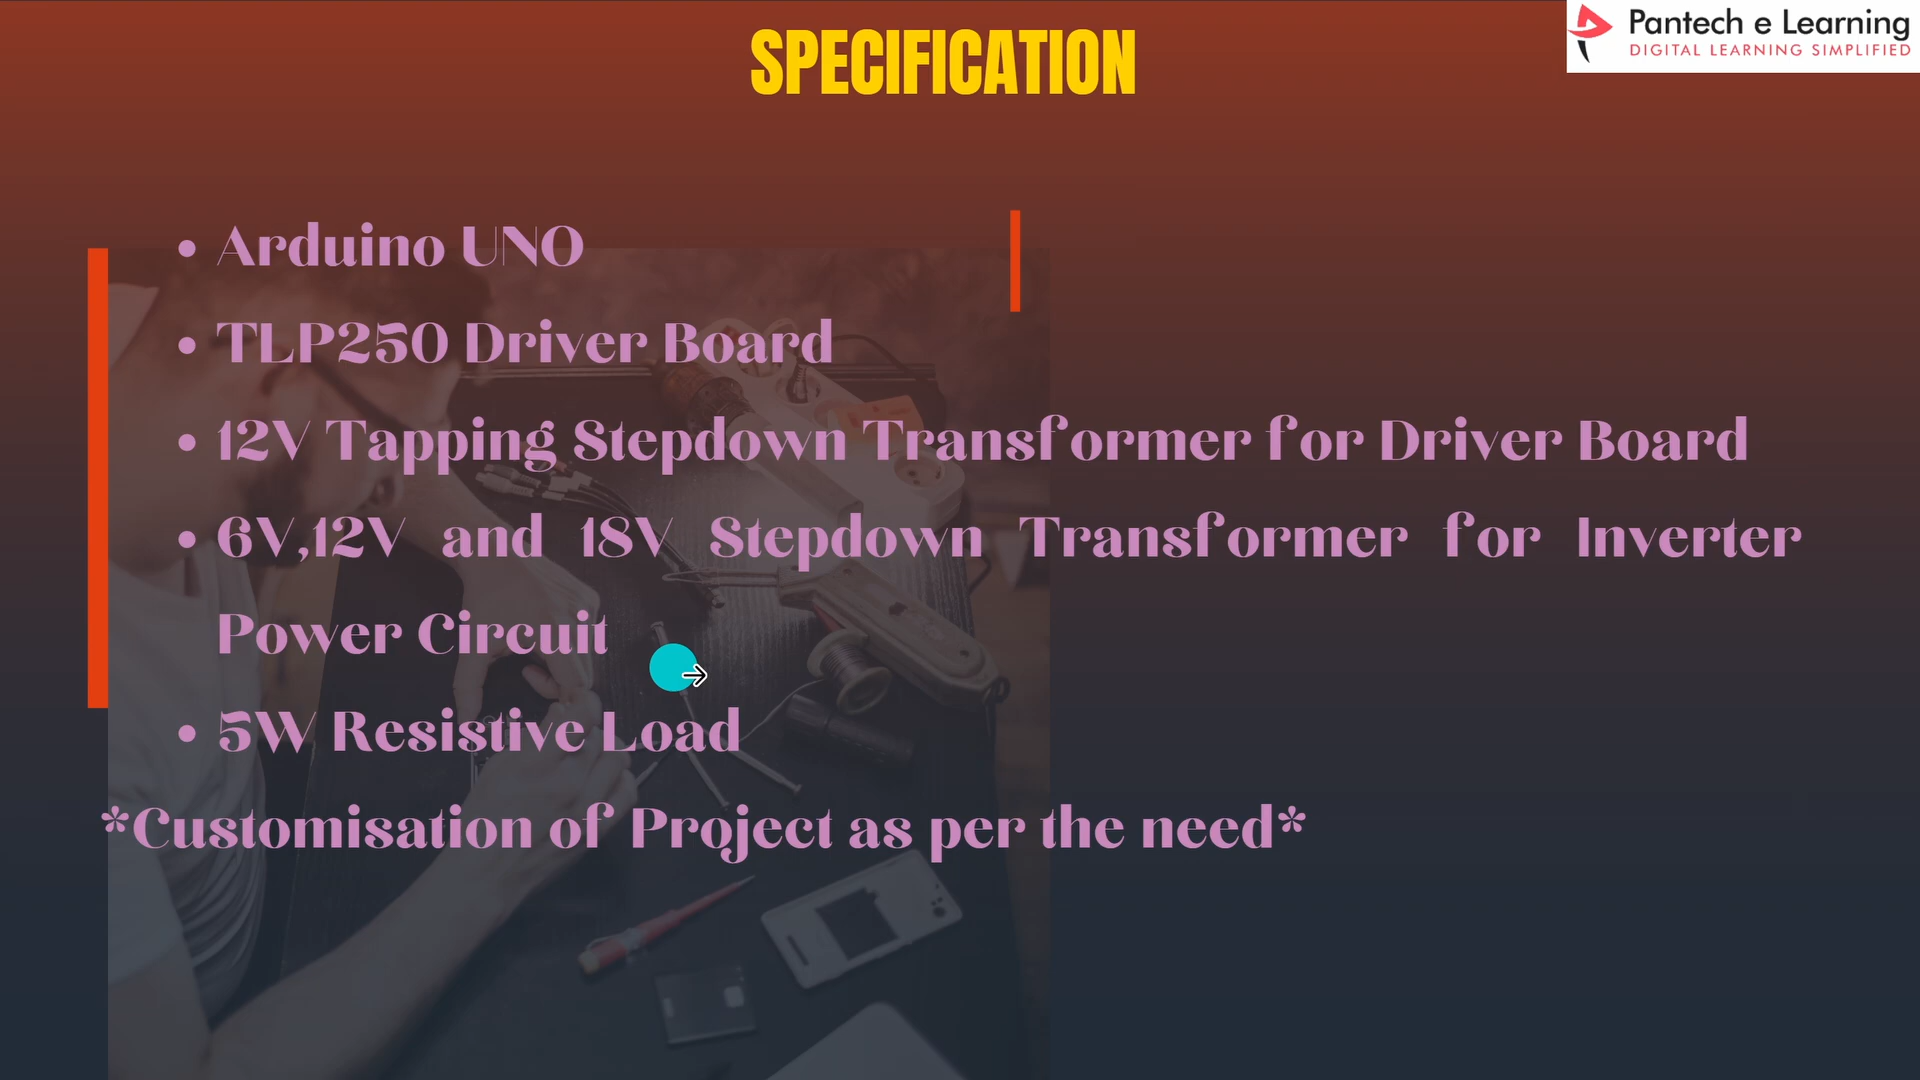 SPECIFICATION
Pantech e Learning
DIGITAL LEARNING SIMPLIFIED
• Arduino UNO
• TLP250 Driver Board
• 12V Tapping Stepdown Transformer for Driver Board
• 6V,12V and 18V Stepdown Transformer for Inverter
Power Circuit
• 5W Resistive Load
*Customisation of Project as per the need*